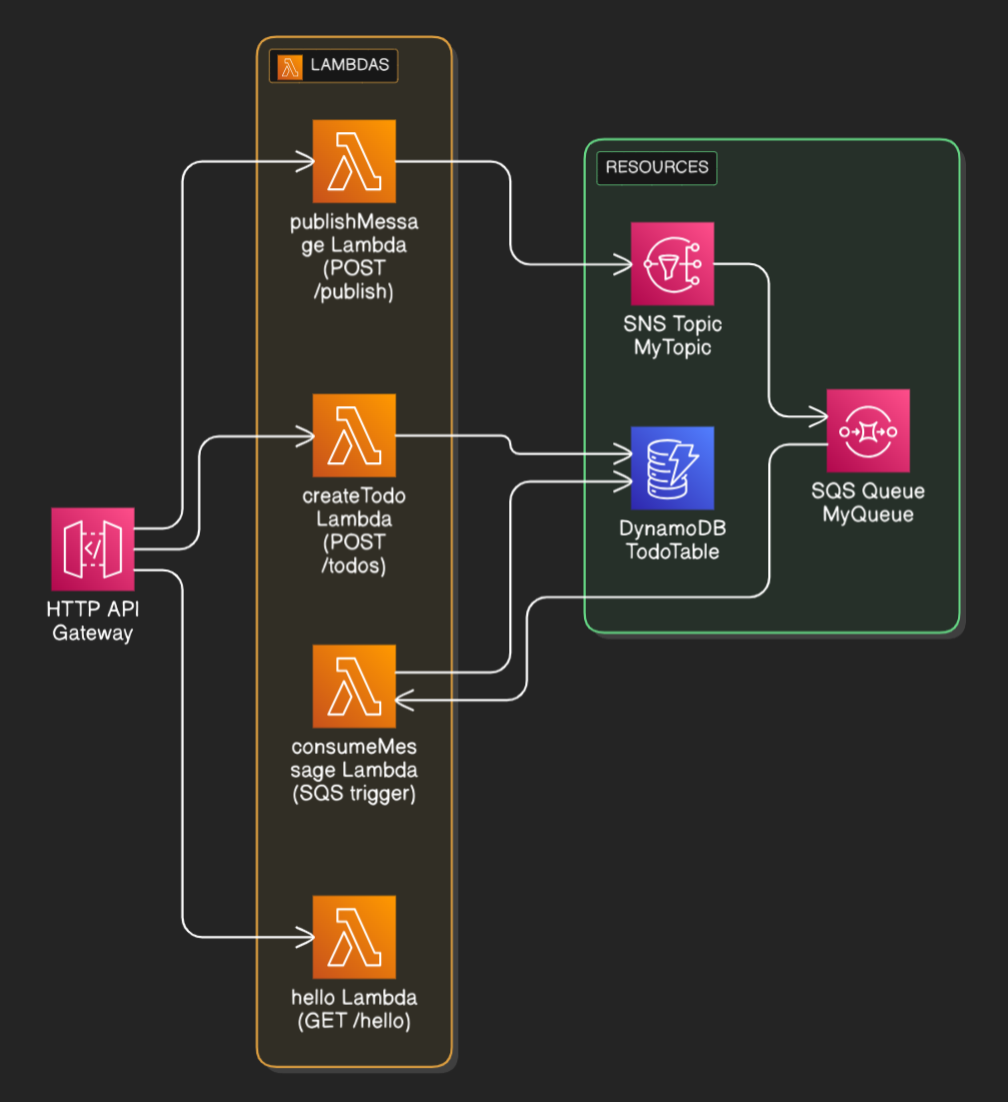 LAMBDAS
publishMessa
ge Lambda
(POST
/publish)
RESOURCES
SNS Topic
MyTopic
createTodo
Lambda
(POST
/todos)
DynamoDB
TodoTable
SQS Queue
MyQueue
</>
HTTP API
Gateway
consumeMes
sage Lambda
(SQS trigger)
hello Lambda
(GET /hello)